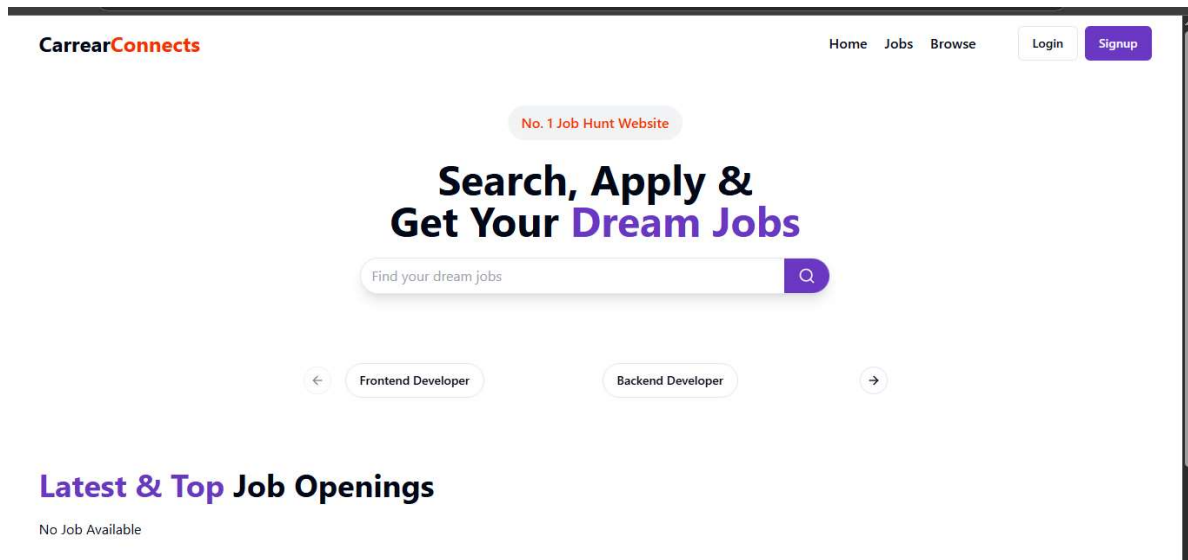 CarrearConnects
Home Jobs Browse Login Signup
No. 1 Job Hunt Website
Search, Apply &
Get Your Dream Jobs
Find your dream jobs
Frontend Developer Backend Developer
Latest & Top Job Openings
No Job Available